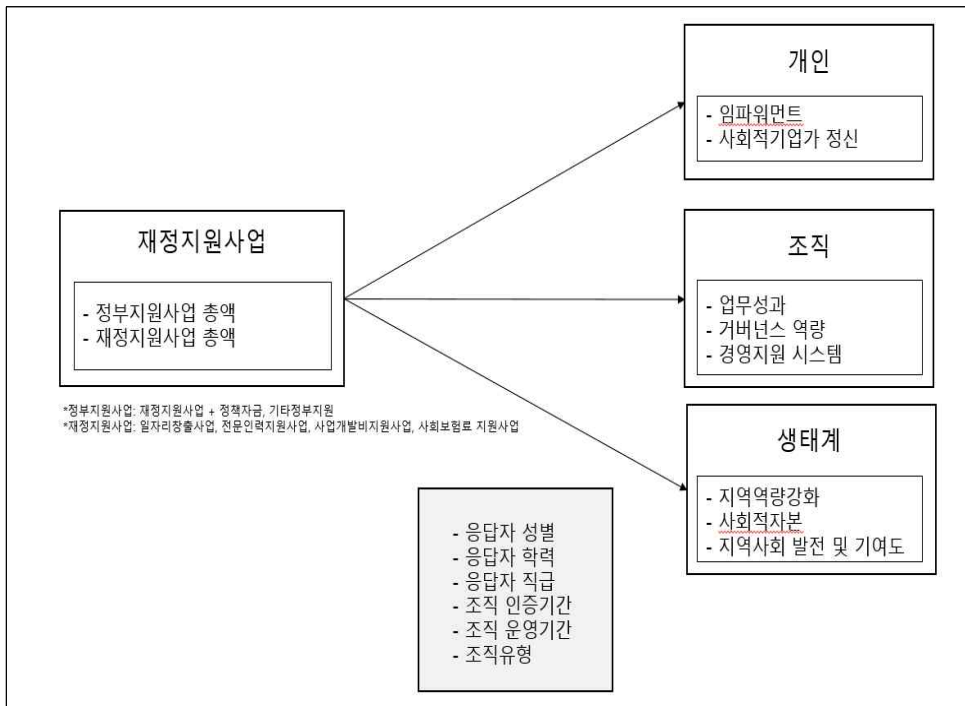 개인
- 임파워먼트
- 사회적기업가 정신
재정지원사업
- 정부지원사업 총액
- 재정지원사업 총액
*정부지원사업: 재정지원사업 + 정책자금, 기타정부지원
*재정지원사업: 일자리창출사업, 전문인력지원사업, 사업개발비지원사업, 사회보험료 지원사업
조직
- 업무성과
- 거버넌스 역량
- 경영지원 시스템
생태계
- 지역역량강화
- 사회적자본
- 지역사회 발전 및 기여도
- 응답자 성별
- 응답자 학력
- 응답자 직급
- 조직 인증기간
- 조직 운영기간
- 조직유형